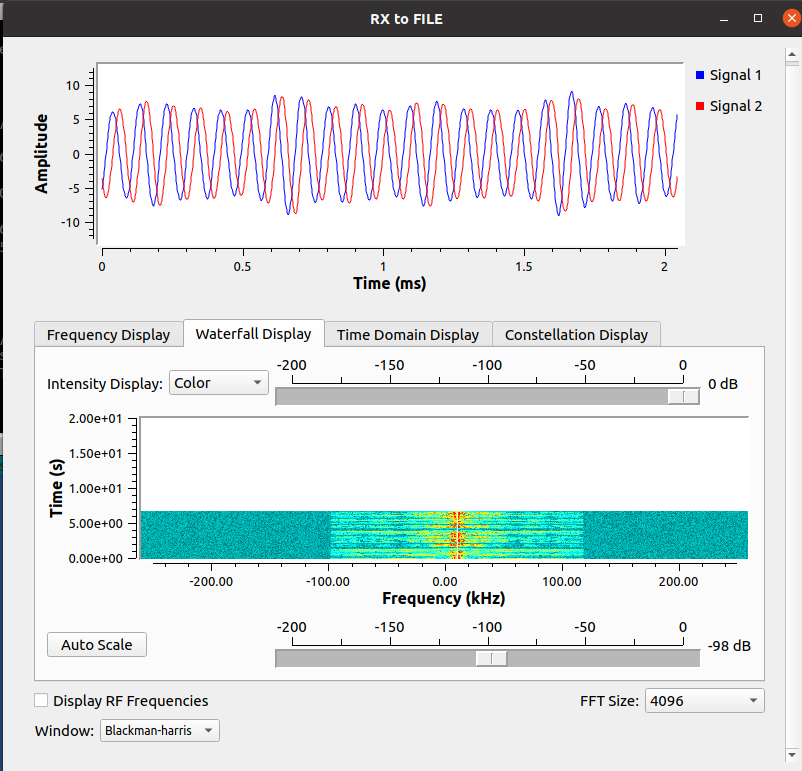 RX to FILE
Signal 1
Signal 2
Amplitude
10
5
0
-5
-10
0 0.5 1 1.5 2
Time (ms)
Frequency Display Waterfall Display Time Domain Display Constellation Display
-200 -150 -100 -50 0
Intensity Display: Color 0 dB
Time (s)
2.00e+01
1.50e+01
1.00e+01
5.00e+00
0.00e+00
-200.00 -100.00 0.00 100.00 200.00
Frequency (kHz)
-200 -150 -100 -50 0
Auto Scale -98 dB
Display RF Frequencies FFT Size: 4096
Window: Blackman-harris